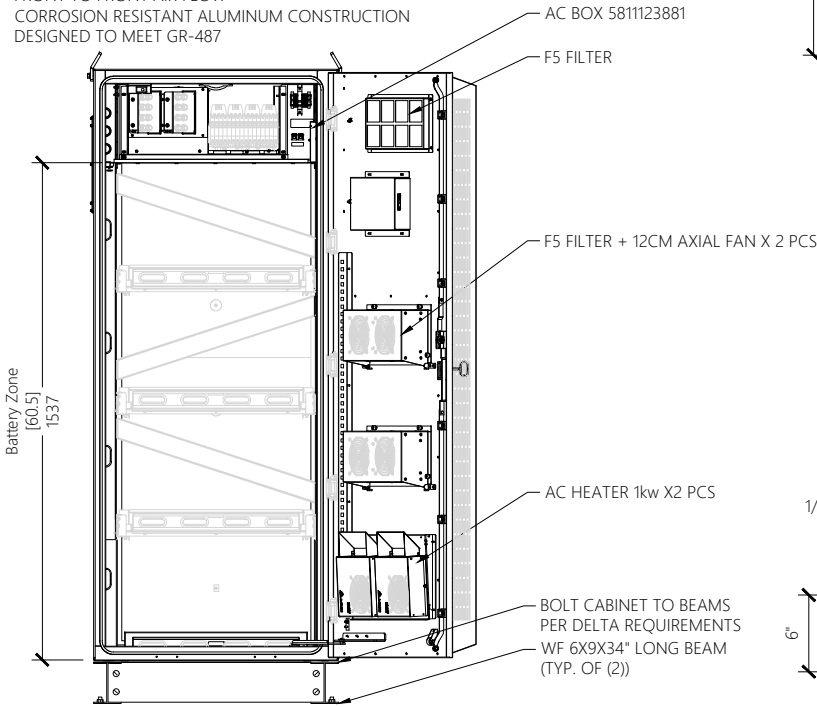 CORROSION RESISTANT ALUMINUM CONSTRUCTION
DESIGNED TO MEET GR-487
AC BOX 5811123881
F5 FILTER
F5 FILTER + 12CM AXIAL FAN X 2 PCS
Battery Zone
[60.5]
1537
AC HEATER 1kw X2 PCS
1/
BOLT CABINET TO BEAMS
PER DELTA REQUIREMENTS
WF 6X9X34" LONG BEAM
(TYP. OF (2))
6"